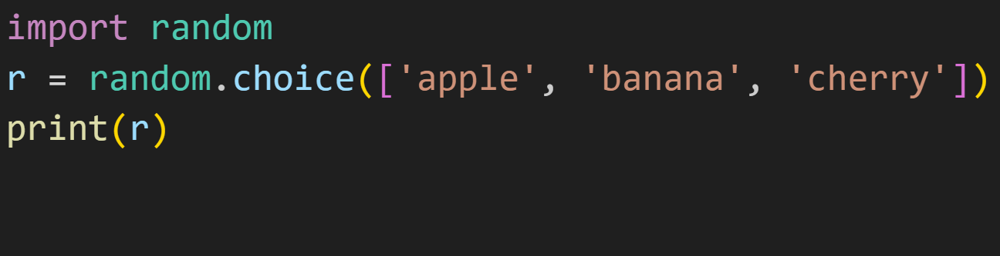 import random
r = random.choice(['apple', 'banana', 'cherry'])
print(r)